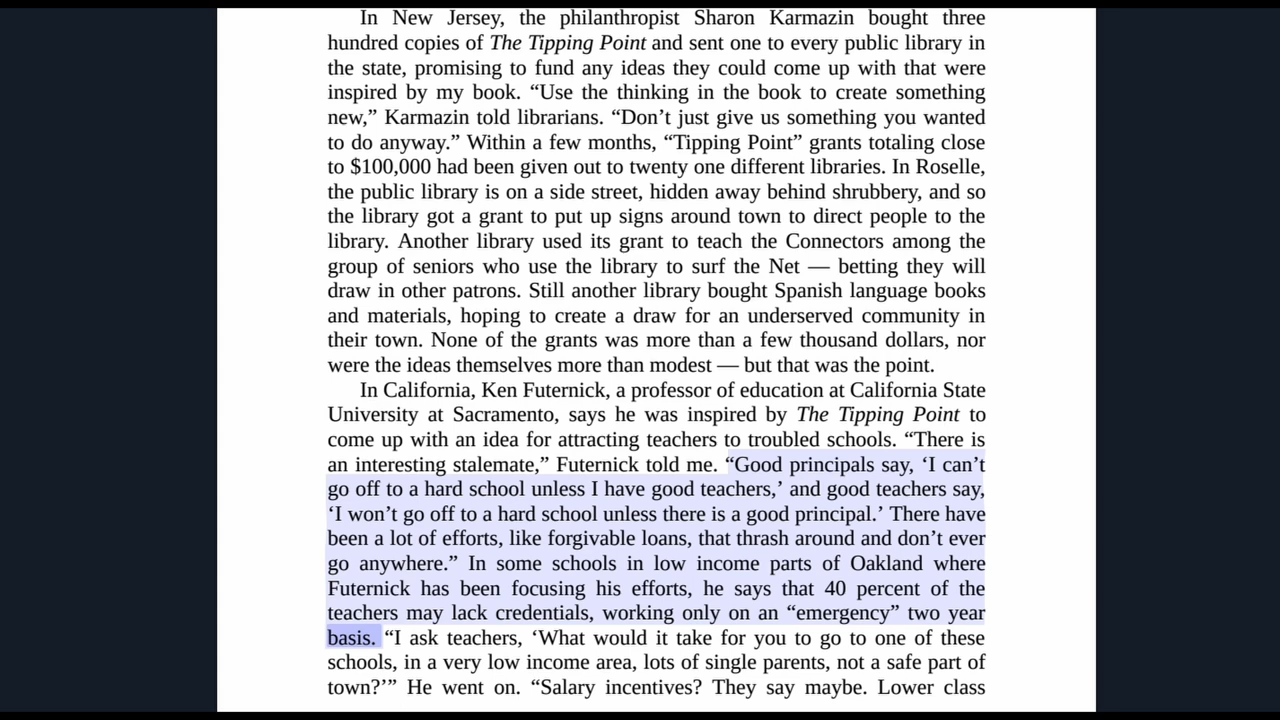 In New Jersey, the philanthropist Sharon Karmazin bought three
hundred copies of The Tipping Point and sent one to every public library in
the state, promising to fund any ideas they could come up with that were
inspired by my book. “Use the thinking in the book to create something
new,” Karmazin told librarians. “Don’t just give us something you wanted
to do anyway.” Within a few months, “Tipping Point” grants totaling close
to $100,000 had been given out to twenty one different libraries. In Roselle,
the public library is on a side street, hidden away behind shrubbery, and so
the library got a grant to put up signs around town to direct people to the
library. Another library used its grant to teach the Connectors among the
group of seniors who use the library to surf the Net — betting they will
draw in other patrons. Still another library bought Spanish language books
and materials, hoping to create a draw for an underserved community in
their town. None of the grants was more than a few thousand dollars, nor
were the ideas themselves more than modest — but that was the point.
In California, Ken Futernick, a professor of education at California State
University at Sacramento, says he was inspired by The Tipping Point to
come up with an idea for attracting teachers to troubled schools. “There is
an interesting stalemate,” Futernick told me. “Good principals say, ‘I can’t
go off to a hard school unless I have good teachers,’ and good teachers say,
‘I won’t go off to a hard school unless there is a good principal.’ There have
been a lot of efforts, like forgivable loans, that thrash around and don’t ever
go anywhere.” In some schools in low income parts of Oakland where
Futernick has been focusing his efforts, he says that 40 percent of the
teachers may lack credentials, working only on an “emergency” two year
basis. “I ask teachers, ‘What would it take for you to go to one of these
schools, in a very low income area, lots of single parents, not a safe part of
town?’” He went on. “Salary incentives? They say maybe. Lower class